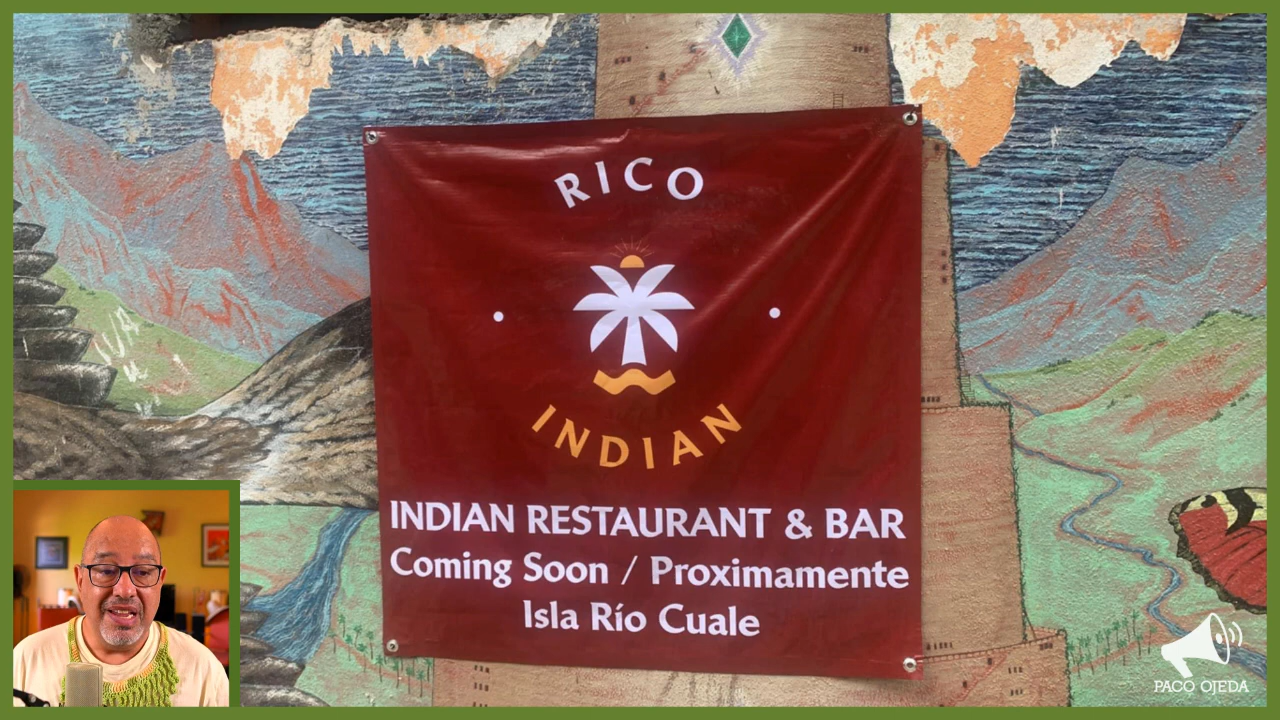 RICO
INDIAN
INDIAN RESTAURANT & BAR
Coming Soon / Proximamente
Isla Río Cuale
PACO OJEDA